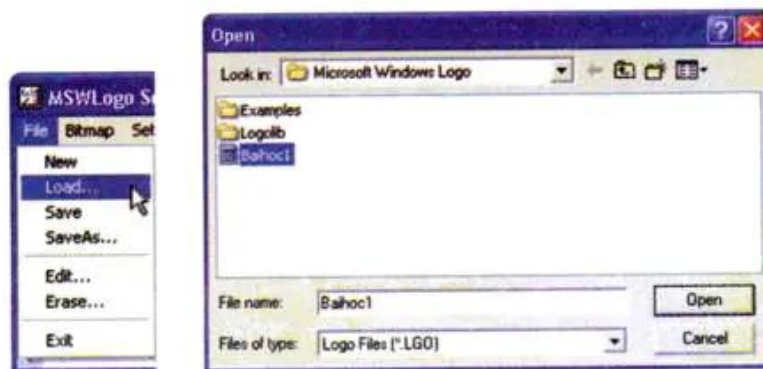 MSWLogo Sc
File Bitmap Set
New
Load...
Save
SaveAs...
Edit...
Erase...
Exit
Open
Look in: Microsoft Windows Logo
Examples
Logolib
Baihoc1
File name: Baihoc1 Open
Files of type: Logo Files (*.LGO) Cancel